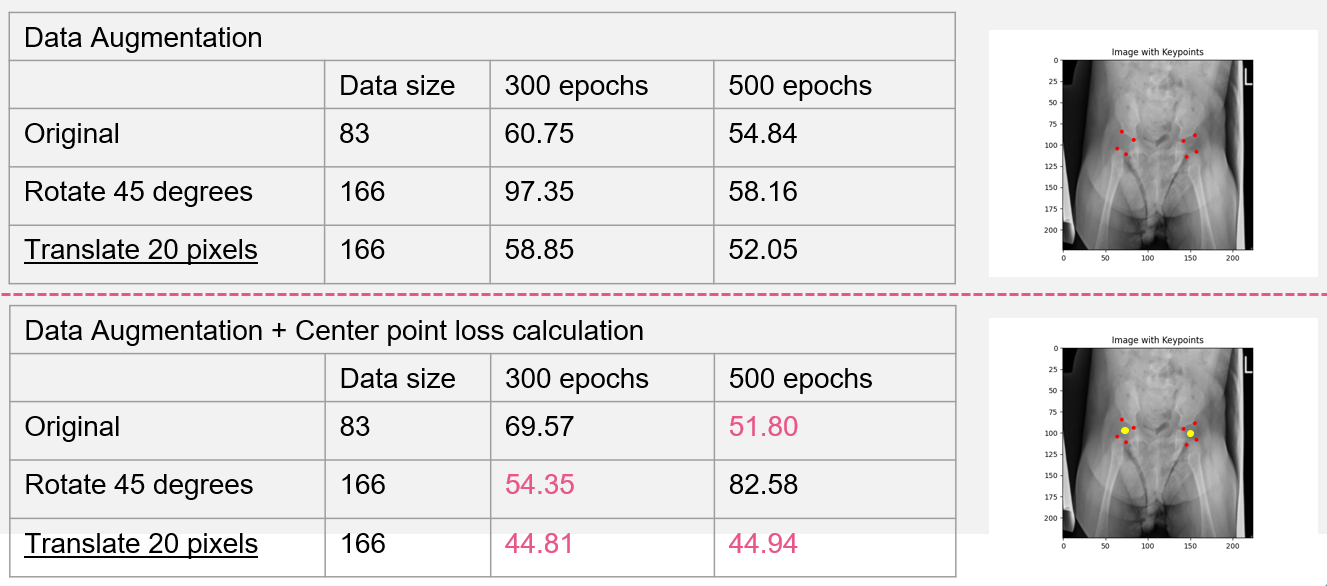 Data Augmentation
Data size 300 epochs 500 epochs
Original 83 60.75 54.84
Rotate 45 degrees 166 97.35 58.16
Translate 20 pixels 166 58.85 52.05
Image with Keypoints
0
25
50
75
100
125
150
175
200
0 50 100 150 200
L
Data Augmentation + Center point loss calculation
Data size 300 epochs 500 epochs
Original 83 69.57 51.80
Rotate 45 degrees 166 54.35 82.58
Translate 20 pixels 166 44.81 44.94
Image with Keypoints
0
25
50
75
100
125
150
175
200
0 50 100 150 200
L